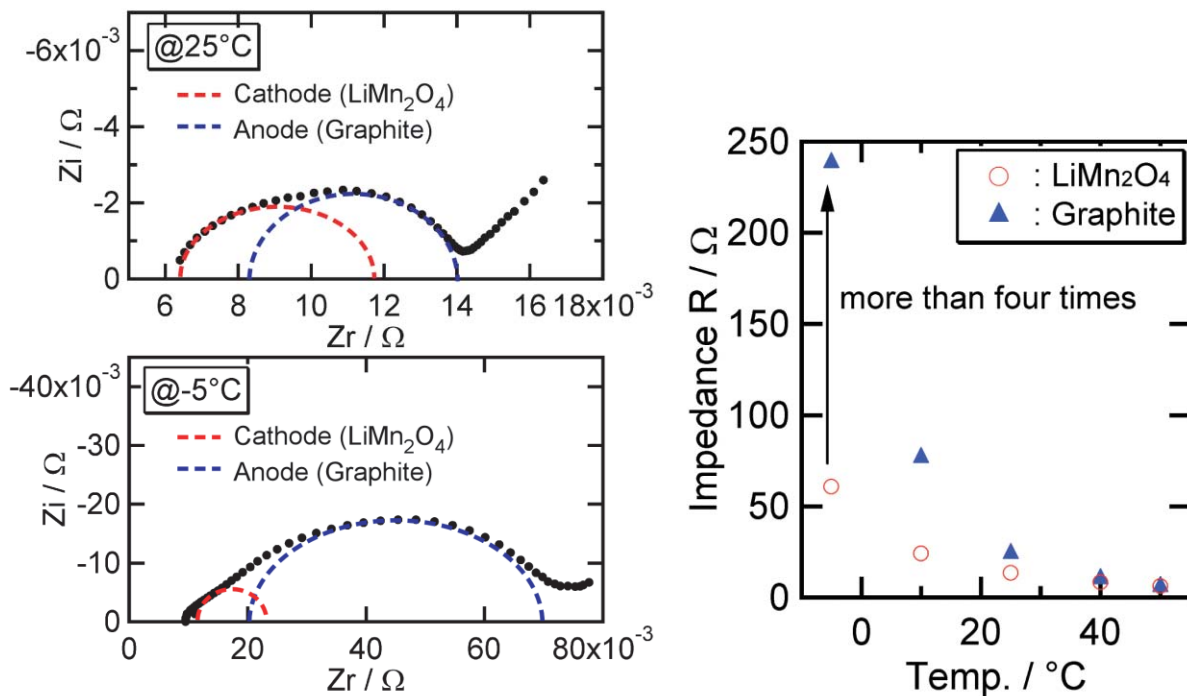 @25°C
Cathode (LiMn₂O₄)
Anode (Graphite)
-6x10⁻³
-4
-2
0
Zi / Ω
6
8
10
12
14
16
18x10⁻³
Zr / Ω
@-5°C
Cathode (LiMn₂O₄)
Anode (Graphite)
-40x10⁻³
-30
-20
-10
0
Zi / Ω
0
20
40
60
80x10⁻³
Zr / Ω
250
200
150
100
50
0
Impedance R / Ω
: LiMn₂O₄
: Graphite
more than four times
0
20
40
Temp. / °C